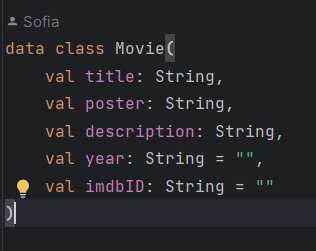 Sofia
data class Movie(
    val title: String,
    val poster: String,
    val description: String,
    val year: String = "",
    val imdbID: String = ""
)